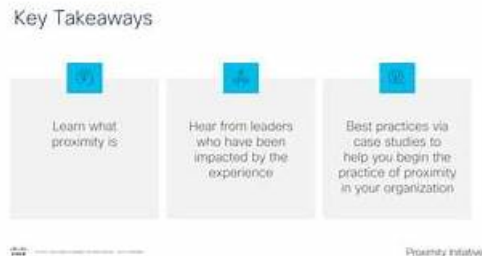 Key Takeaways
Learn what
proximity is
Hear from leaders
who have been
impacted by the
experience
Best practices via
case studies to
help you begin the
practice of proximity
in your organization
Proximity Initiative